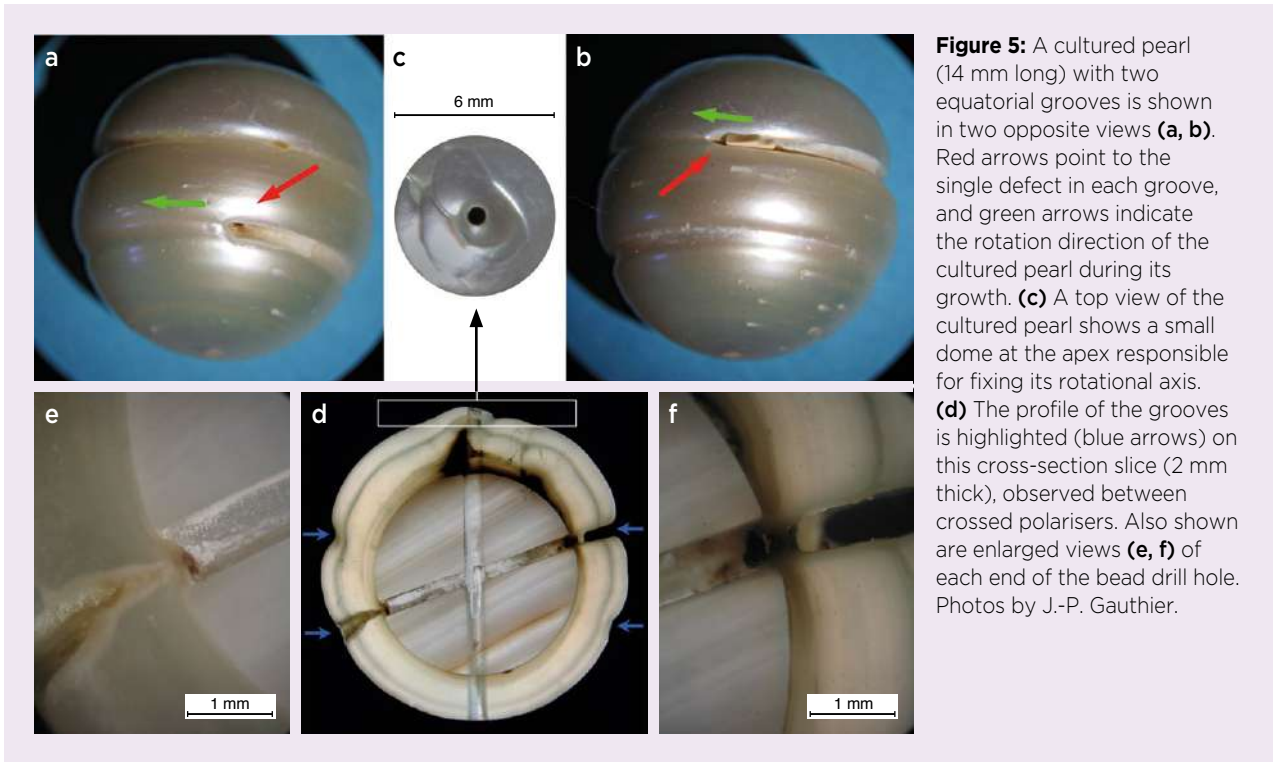 a
c
b
6 mm
e
d
f
1 mm
1 mm
Figure 5: A cultured pearl
(14 mm long) with two
equatorial grooves is shown
in two opposite views (a, b).
Red arrows point to the
single defect in each groove,
and green arrows indicate
the rotation direction of the
cultured pearl during its
growth. (c) A top view of the
cultured pearl shows a small
dome at the apex responsible
for fixing its rotational axis.
(d) The profile of the grooves
is highlighted (blue arrows) on
this cross-section slice (2 mm
thick), observed between
crossed polarisers. Also shown
are enlarged views (e, f) of
each end of the bead drill hole.
Photos by J.-P. Gauthier.